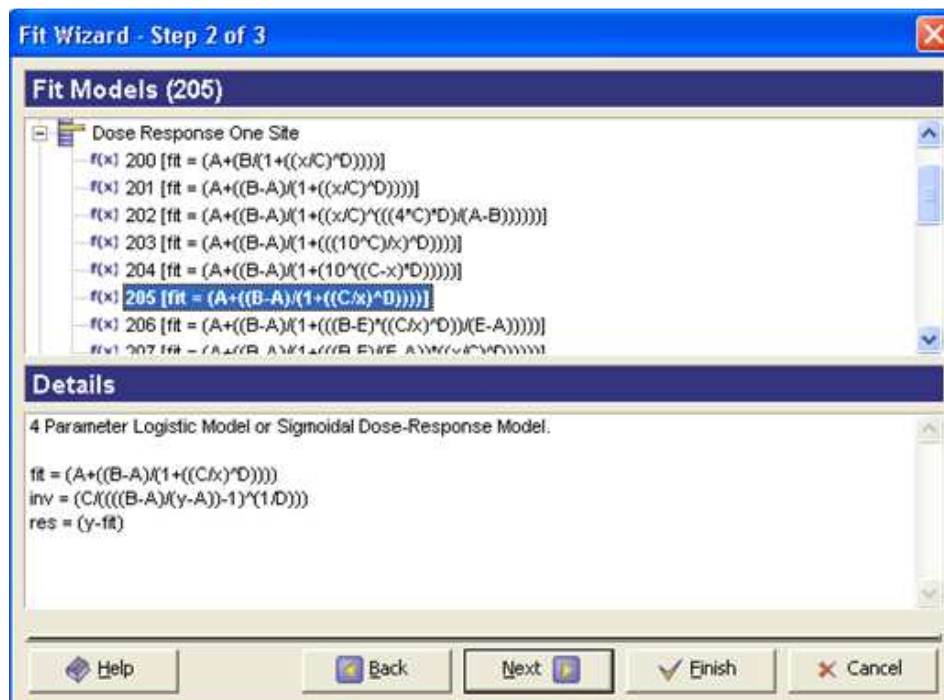 Fit Wizard - Step 2 of 3
Fit Models (205)
Dose Response One Site
f(x) 200 [fit = (A+(B/(1+((x/C)^D))))]
f(x) 201 [fit = (A+((B-A)/(1+((x/C)^D))))]
f(x) 202 [fit = (A+((B-A)/(1+((x/C)^(((4*C)*D)/(A-B))))))]
f(x) 203 [fit = (A+((B-A)/(1+(((10^C)/x)^D))))]
f(x) 204 [fit = (A+((B-A)/(1+(10^((C-x)*D)))))]
f(x) 205 [fit = (A+((B-A)/(1+((C/x)^D))))]
f(x) 206 [fit = (A+((B-A)/(1+(((B-E)*((C/x)^D))/(E-A)))))]
f(x) 207 [fit = (A+((B-A)/(1+(((B-E)/(E-A))*((x/C)^D)))))]
Details
4 Parameter Logistic Model or Sigmoidal Dose-Response Model.
fit = (A+((B-A)/(1+((C/x)^D))))
inv = (C/((((B-A)/(y-A))-1)^(1/D)))
res = (y-fit)
Help
Back
Next
Finish
Cancel